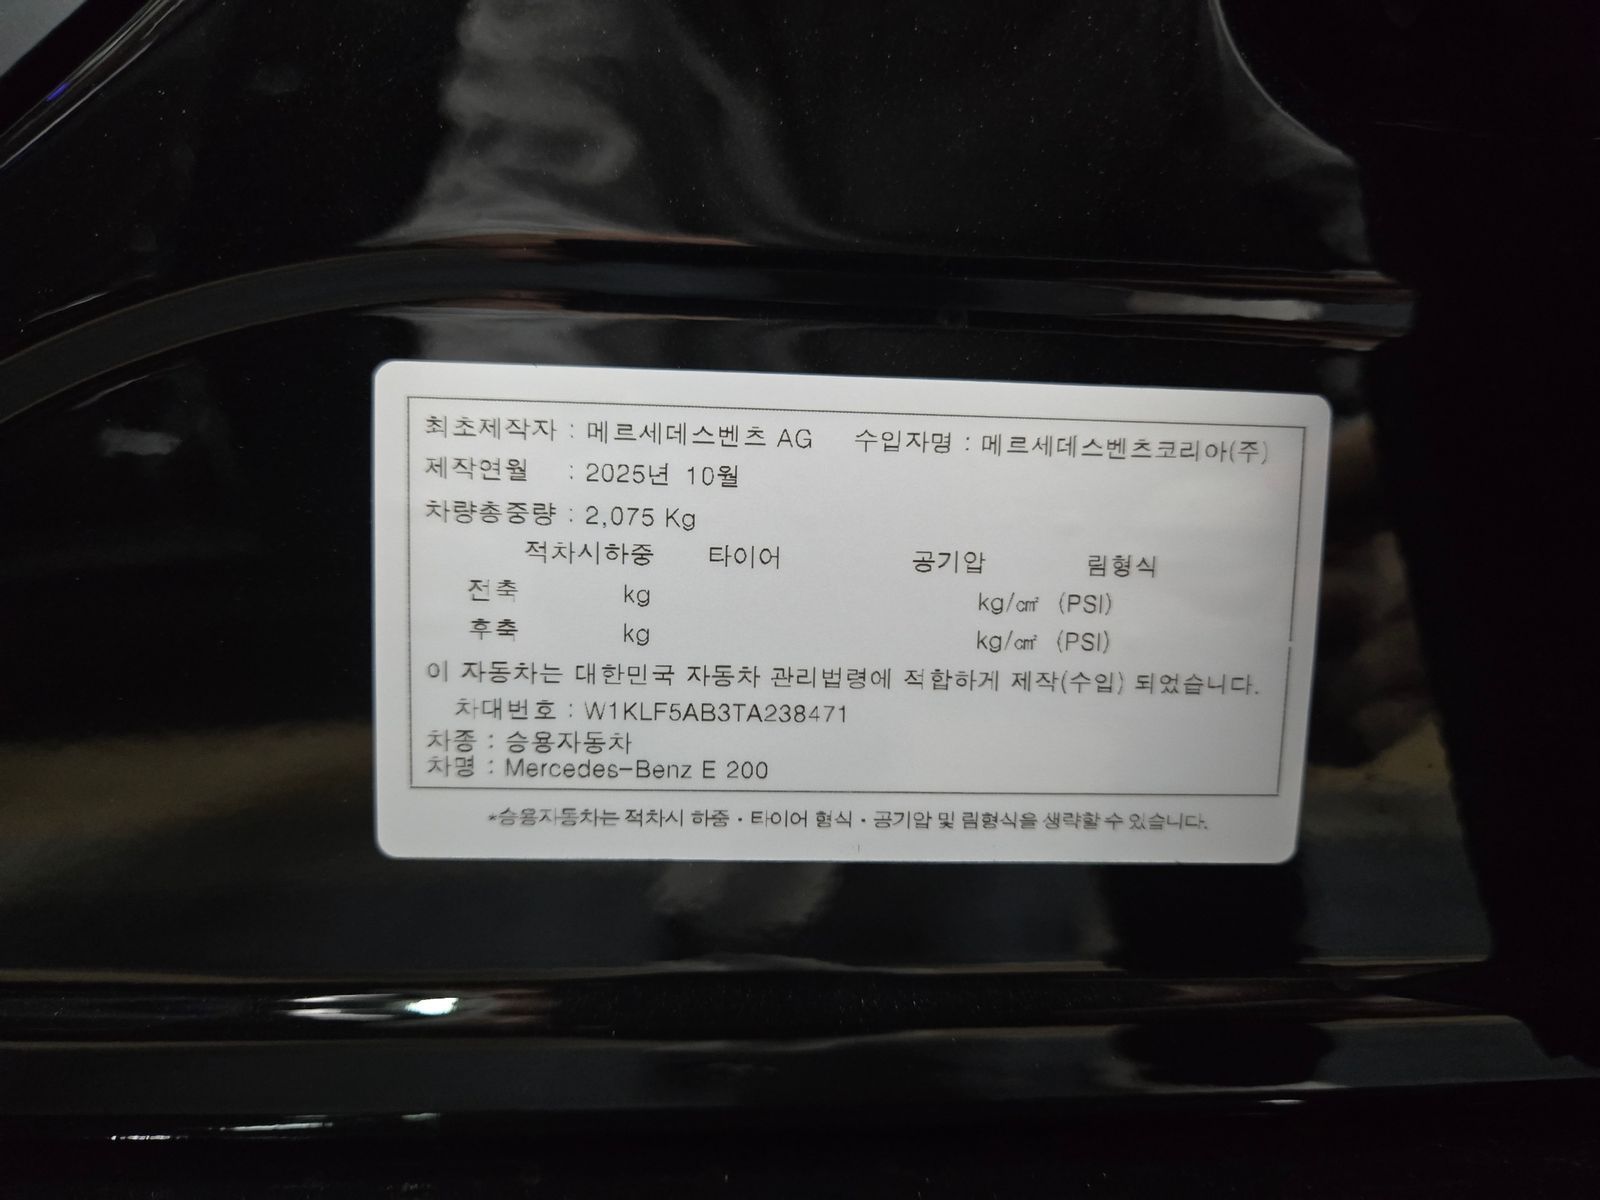 최초제작자 : 메르세데스벤츠 AG 수입자명 : 메르세데스벤츠코리아(주)
제작연월 : 2025년 10월
차량총중량 : 2,075 Kg
적차시하중 타이어 공기압 림형식
전축 kg kg/㎠ (PSI)
후축 kg kg/㎠ (PSI)
이 자동차는 대한민국 자동차 관리법령에 적합하게 제작(수입) 되었습니다.
차대번호 : W1KLF5AB3TA238471
차종 : 승용자동차
차명 : Mercedes-Benz E 200
*승용자동차는 적차시 하중·타이어 형식·공기압 및 림형식을 생략할 수 있습니다.